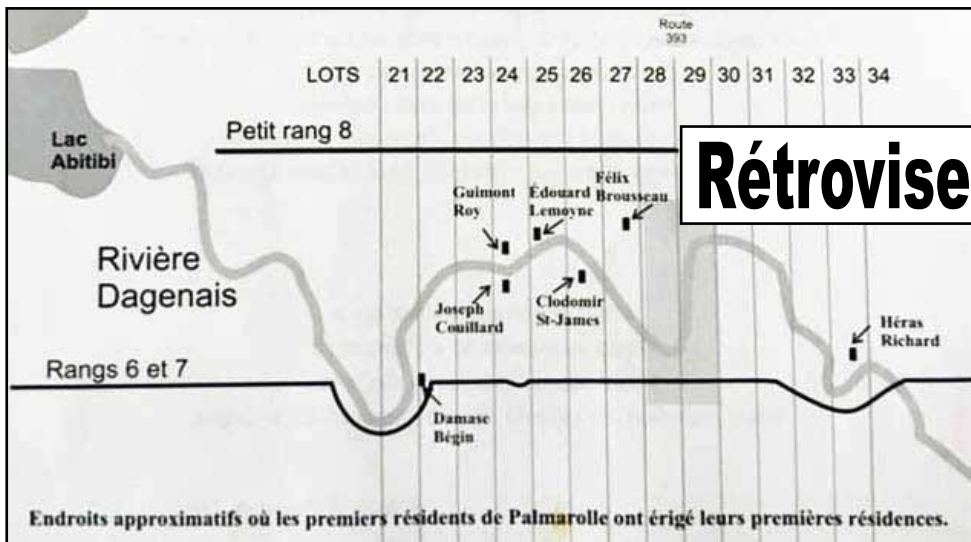 Route
393
LOTS 21 22 23 24 25 26 27 28 29 30 31 32 33 34
Lac
Abitibi
Petit rang 8
Rétrovise
Guimont
Roy
Édouard
Lemoyne
Félix
Brousseau
Rivière
Dagenais
Joseph
Couillard
Clodomir
St-James
Héras
Richard
Rangs 6 et 7
Damase
Bégin
Endroits approximatifs où les premiers résidents de Palmarolle ont érigé leurs premières résidences.